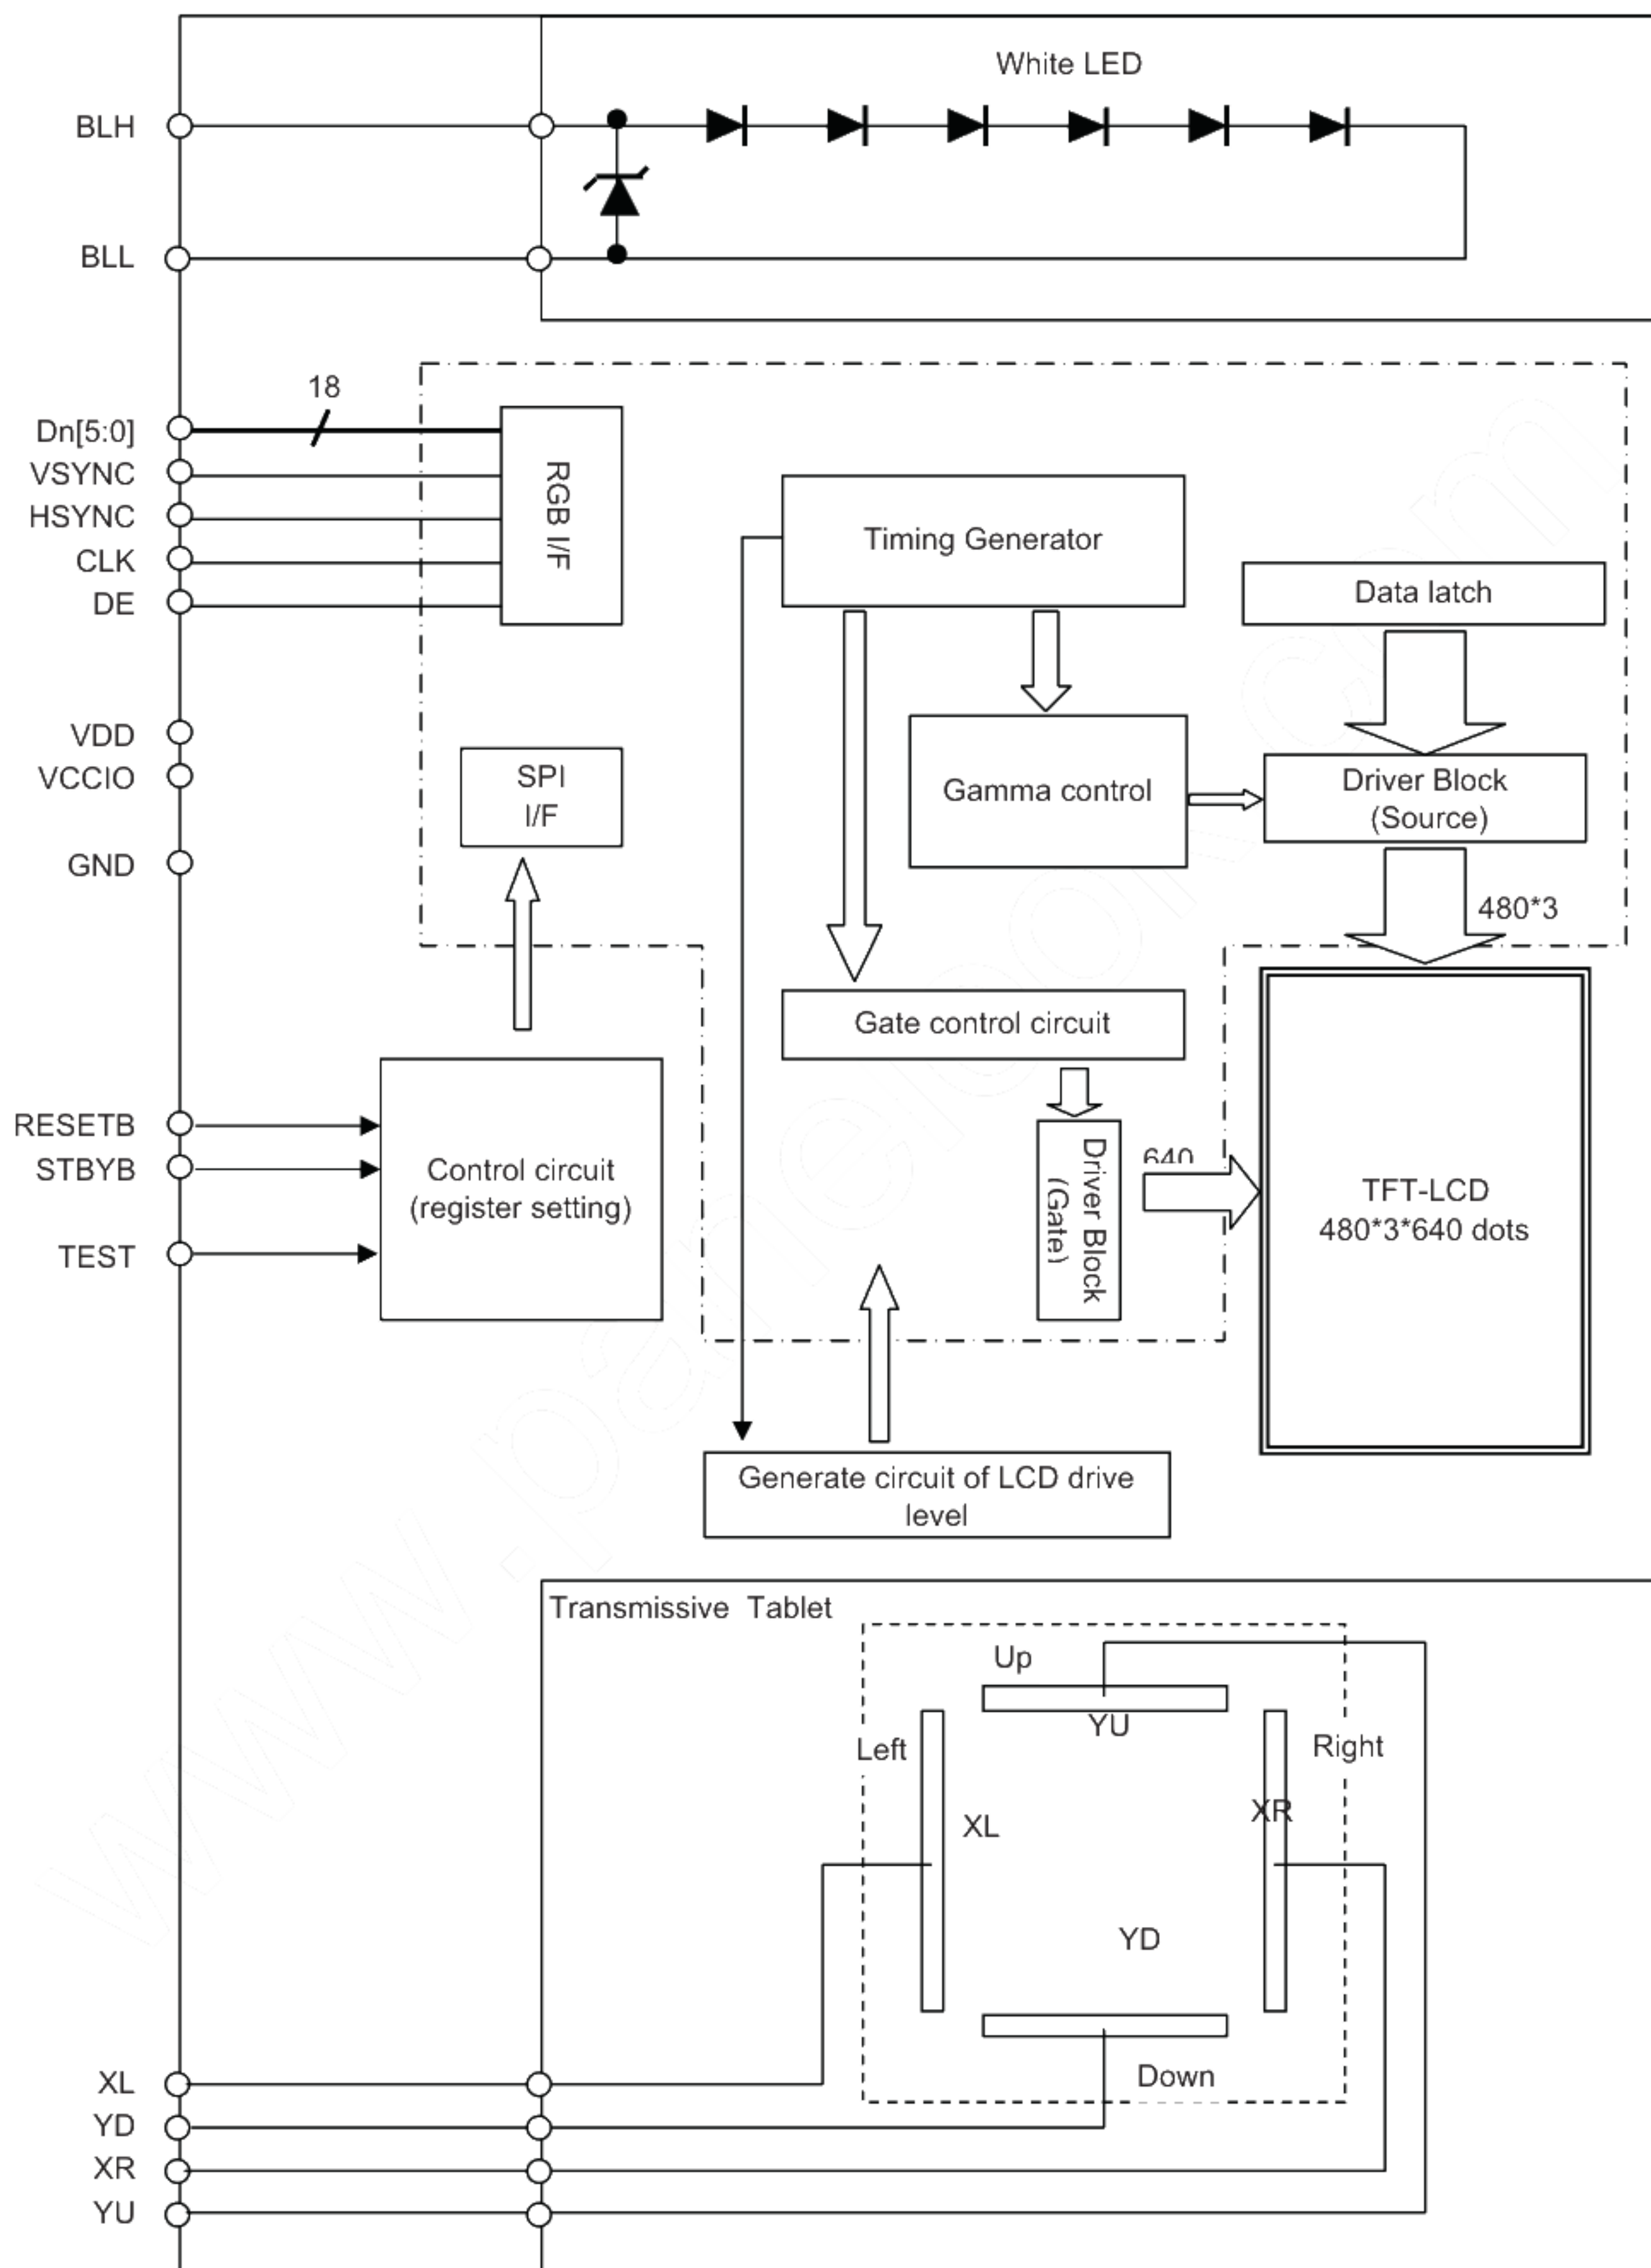 White LED
BLH
BLL
18
Dn[5:0]
VSYNC
HSYNC
CLK
DE
RGB I/F
Timing Generator
Data latch
VDD
VCCIO
GND
SPI
I/F
Gamma control
Driver Block
(Source)
480*3
Gate control circuit
RESETB
STBYB
TEST
Control circuit
(register setting)
Driver Block
(Gate)
640
TFT-LCD
480*3*640 dots
Generate circuit of LCD drive
level
Transmissive Tablet
Up
YU
Left
Right
XL
XR
YD
Down
XL
YD
XR
YU